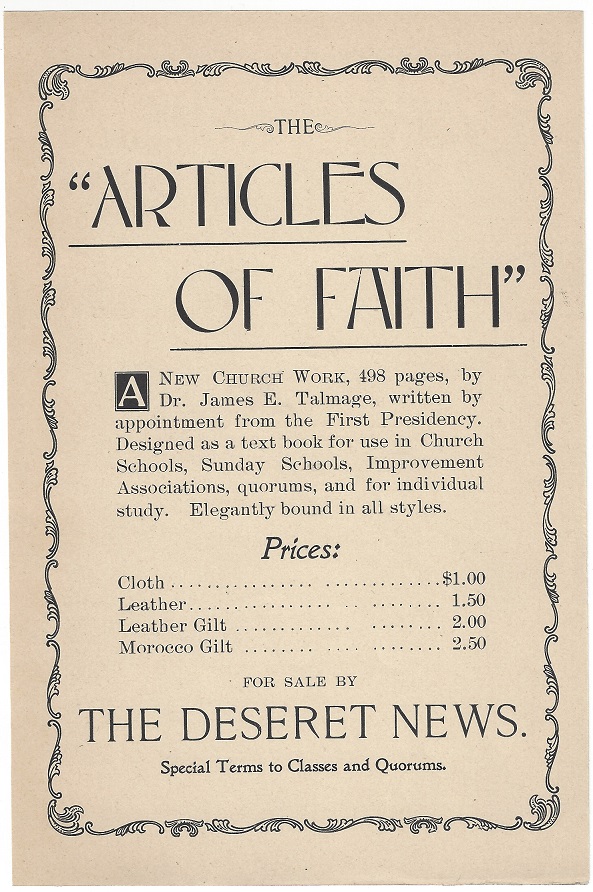 THE
“ARTICLES
OF FAITH”
A NEW CHURCH WORK, 498 pages, by
Dr. James E. Talmage, written by
appointment from the First Presidency.
Designed as a text book for use in Church
Schools, Sunday Schools, Improvement
Associations, quorums, and for individual
study. Elegantly bound in all styles.
Prices:
Cloth ........................... $1.00
Leather ........................... 1.50
Leather Gilt ...................... 2.00
Morocco Gilt ...................... 2.50
FOR SALE BY
THE DESERET NEWS.
Special Terms to Classes and Quorums.